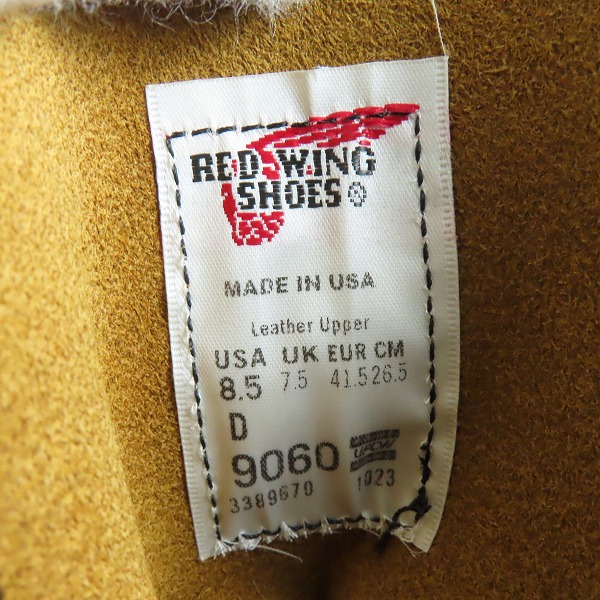 RED WING
SHOES ®
MADE IN USA
Leather Upper
USA UK EUR CM
8.5 7.5 41.5 26.5
D
9060 UFCW
3389670 1023